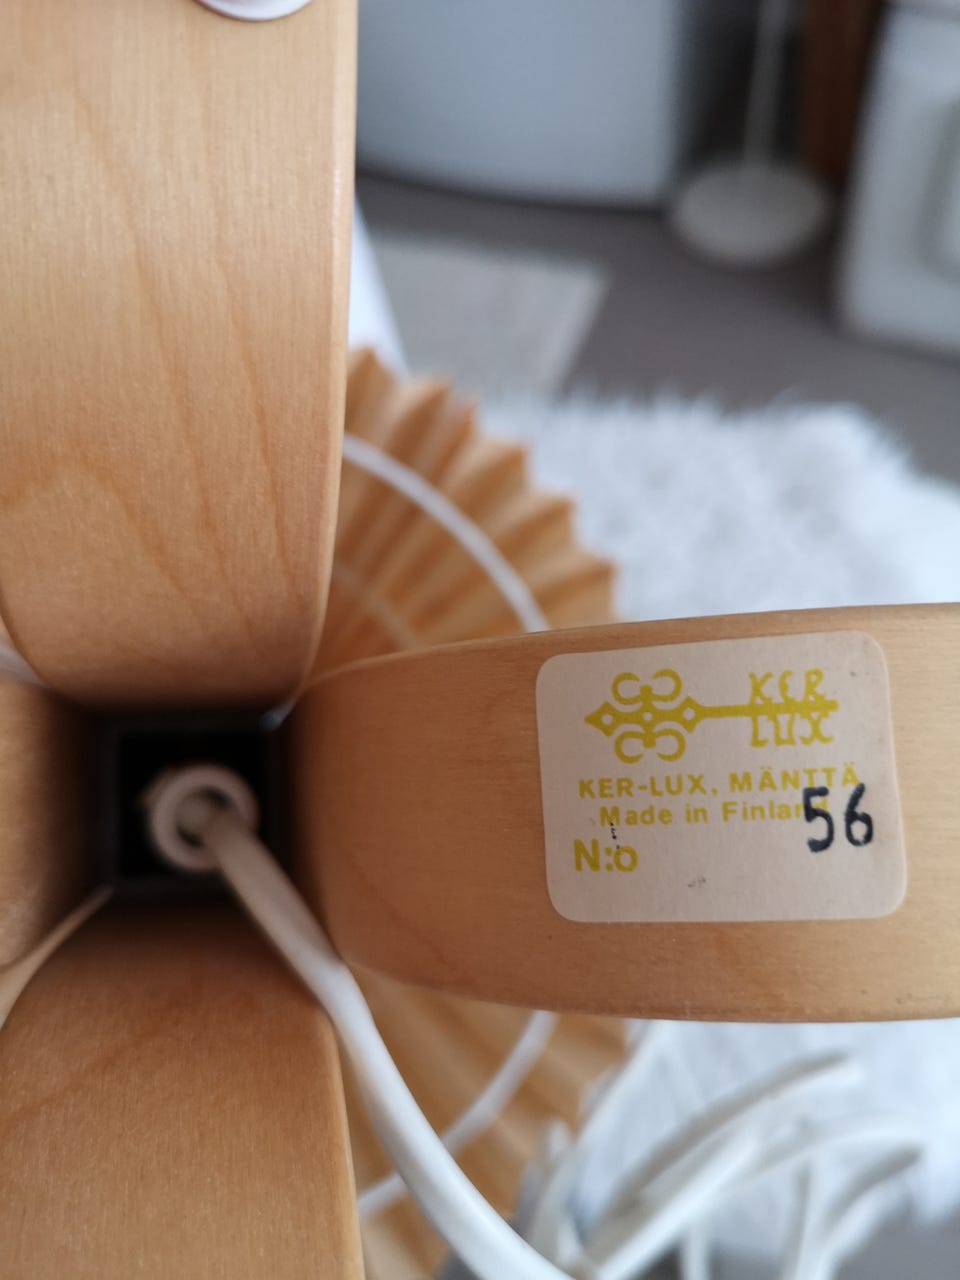 KER
LUX
KER-LUX, MÄNTTÄ
Made in Finland
56
N:o